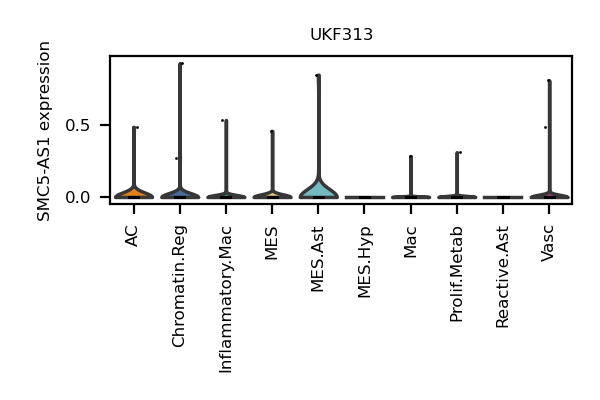 UKF313
SMC5-AS1 expression
0.5
0.0
AC
Chromatin.Reg
Inflammatory.Mac
MES
MES.Ast
MES.Hyp
Mac
Prolif.Metab
Reactive.Ast
Vasc